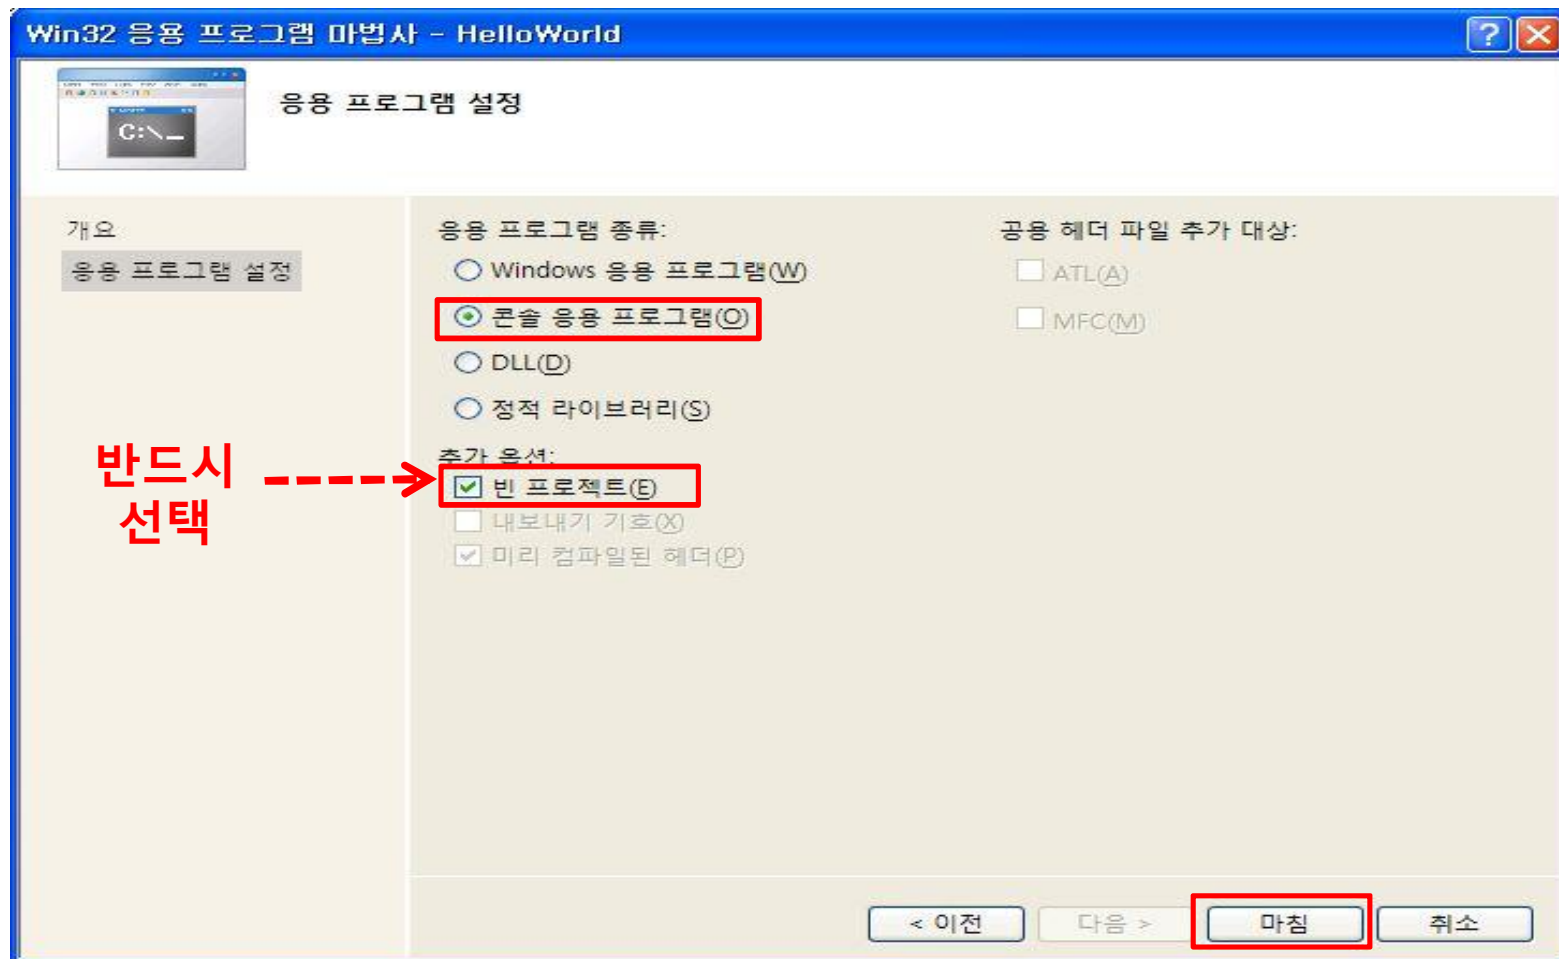 Win32 응용 프로그램 마법사 - HelloWorld
C:\_
응용 프로그램 설정
개요
응용 프로그램 설정
응용 프로그램 종류:
Windows 응용 프로그램(W)
콘솔 응용 프로그램(O)
DLL(D)
정적 라이브러리(S)
추가 옵션:
빈 프로젝트(E)
내보내기 기호(X)
미리 컴파일된 헤더(P)
공용 헤더 파일 추가 대상:
ATL(A)
MFC(M)
반드시
선택
< 이전
다음 >
마침
취소